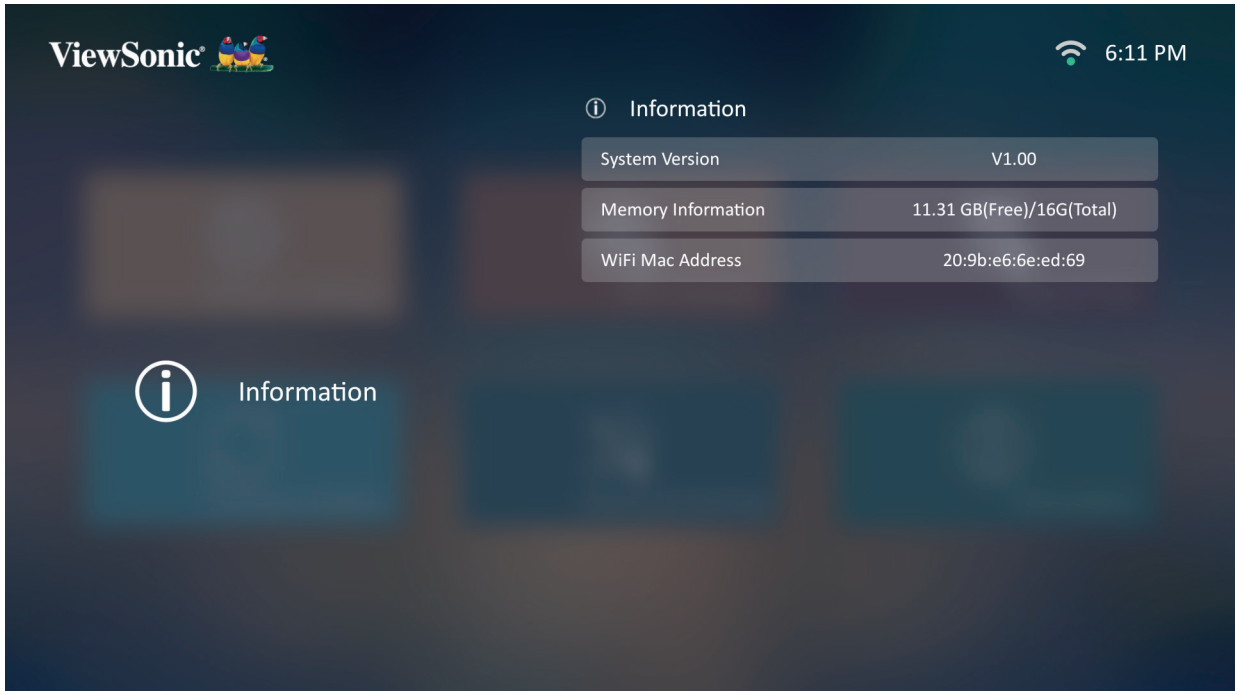 ViewSonic®
6:11 PM
Information
System Version V1.00
Memory Information 11.31 GB(Free)/16G(Total)
WiFi Mac Address 20:9b:e6:6e:ed:69
Information